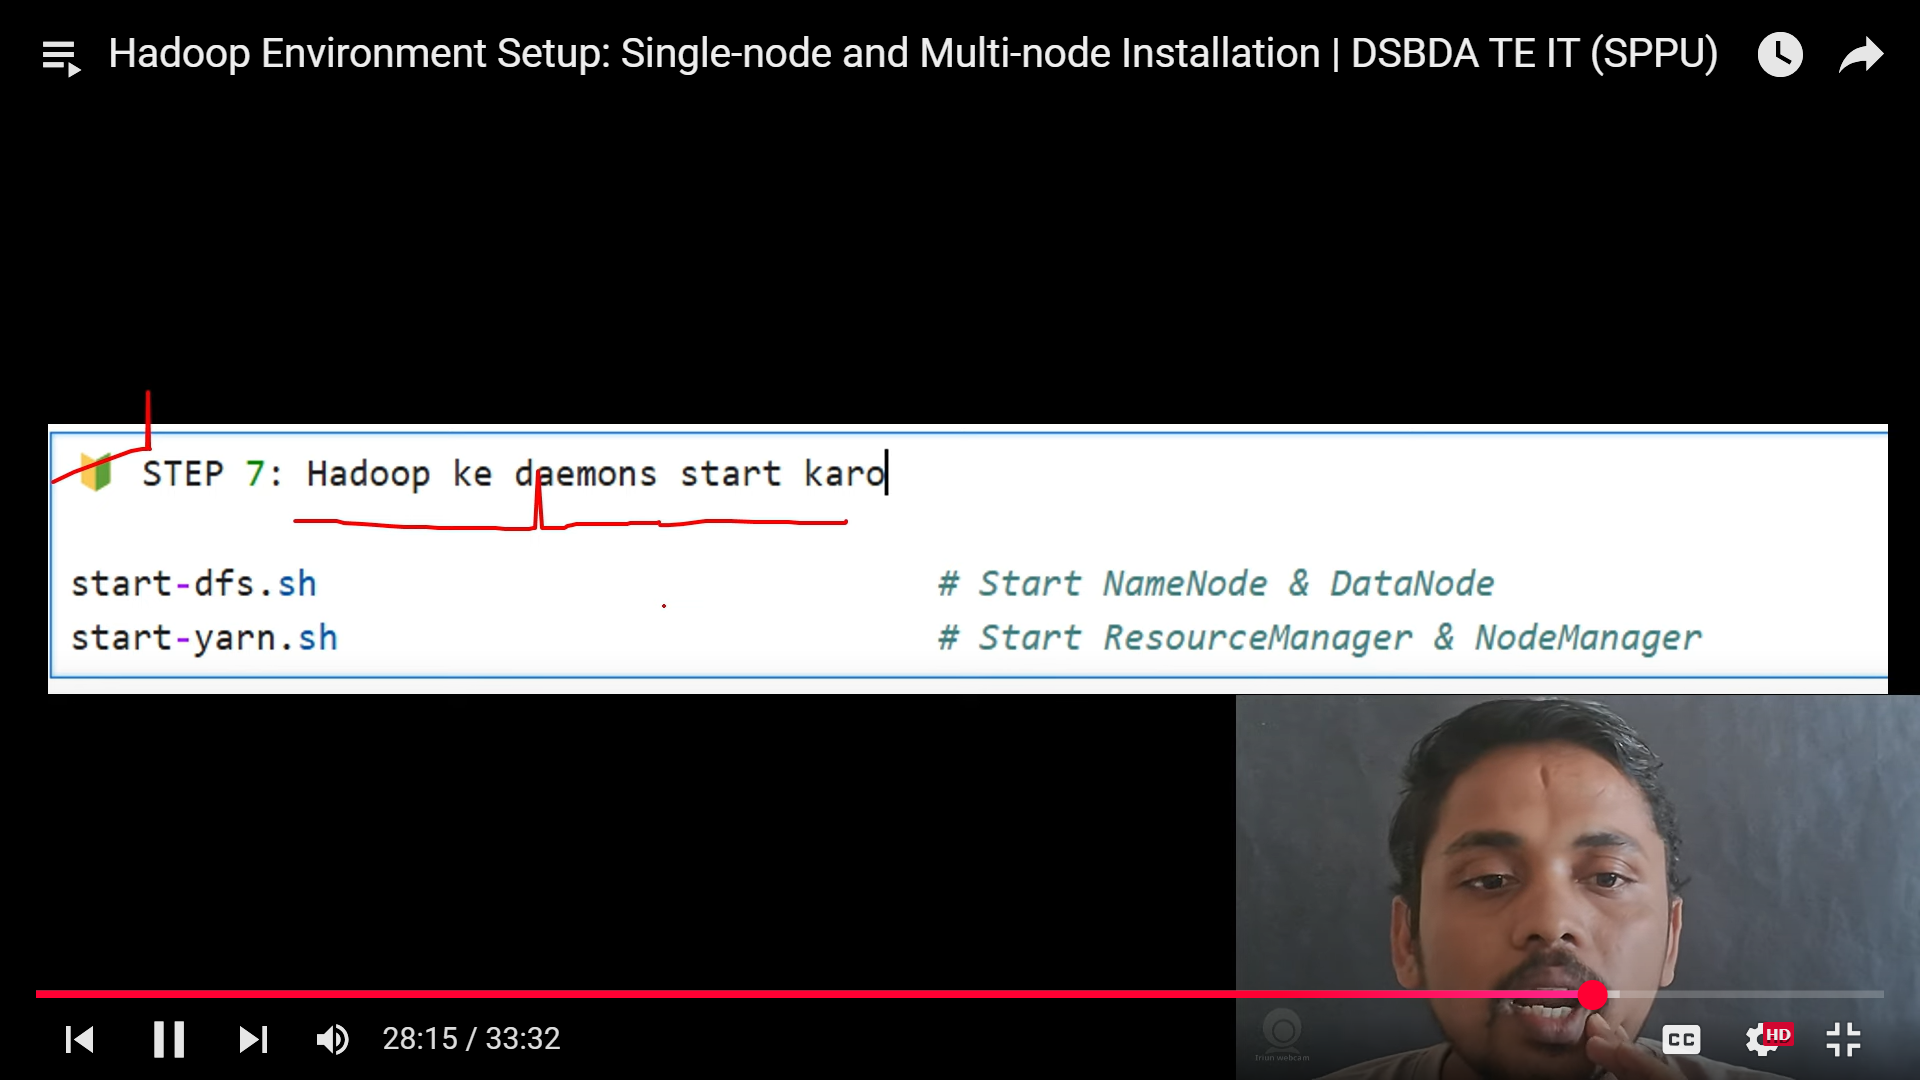 Hadoop Environment Setup: Single-node and Multi-node Installation | DSBDA TE IT (SPPU)
STEP 7: Hadoop ke daemons start karo
start-dfs.sh # Start NameNode & DataNode
start-yarn.sh # Start ResourceManager & NodeManager
Iriun webcam
28:15 / 33:32
CC
HD